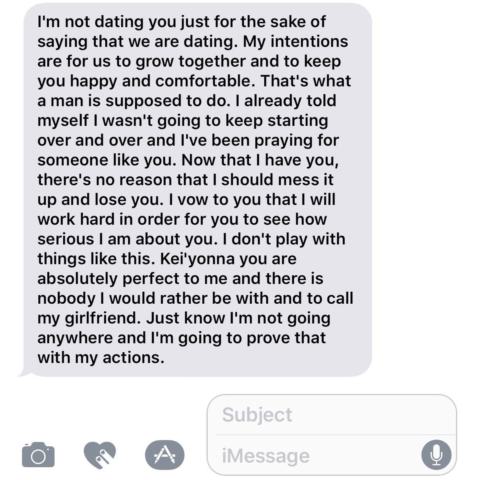 I'm not dating you just for the sake of
saying that we are dating. My intentions
are for us to grow together and to keep
you happy and comfortable. That's what
a man is supposed to do. I already told
myself I wasn't going to keep starting
over and over and I've been praying for
someone like you. Now that I have you,
there's no reason that I should mess it
up and lose you. I vow to you that I will
work hard in order for you to see how
serious I am about you. I don't play with
things like this. Kei'yonna you are
absolutely perfect to me and there is
nobody I would rather be with and to call
my girlfriend. Just know I'm not going
anywhere and I'm going to prove that
with my actions.
Subject
iMessage